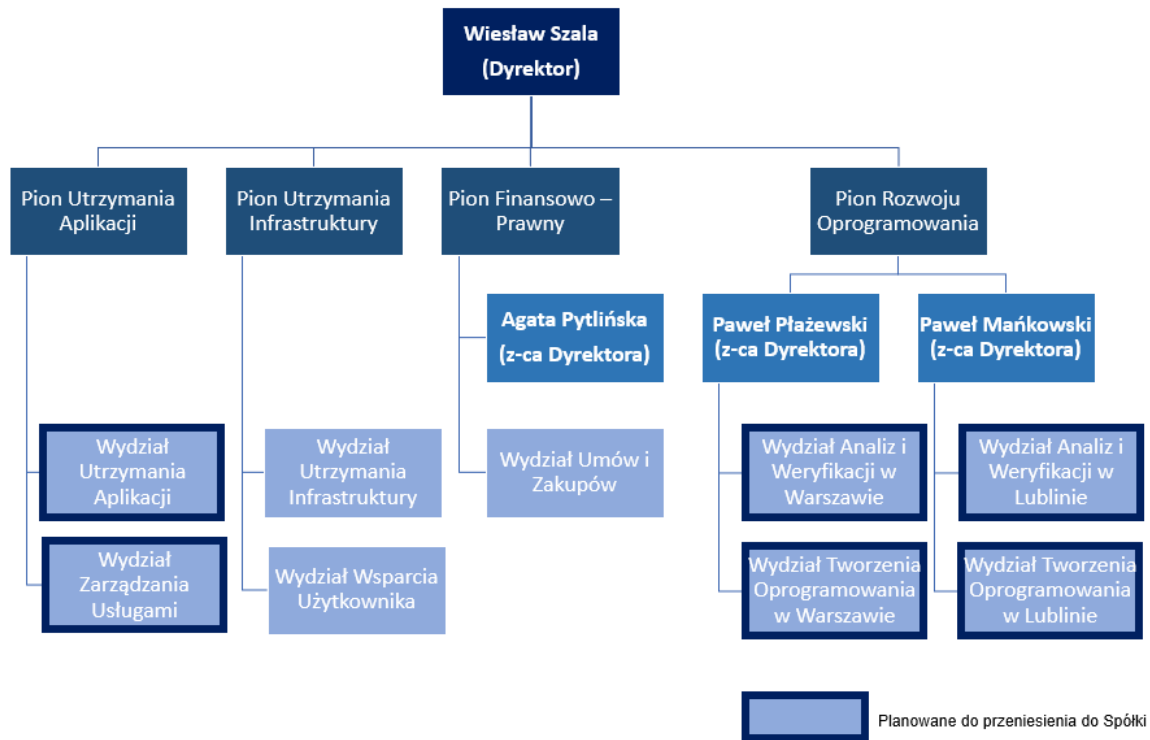 Wiesław Szala
(Dyrektor)
Pion Utrzymania
Aplikacji
Pion Utrzymania
Infrastruktury
Pion Finansowo –
Prawny
Pion Rozwoju
Oprogramowania
Agata Pytlińska
(z-ca Dyrektora)
Paweł Płażewski
(z-ca Dyrektora)
Paweł Mańkowski
(z-ca Dyrektora)
Wydział
Utrzymania
Aplikacji
Wydział
Utrzymania
Infrastruktury
Wydział Umów i
Zakupów
Wydział Analiz i
Weryfikacji w
Warszawie
Wydział Analiz i
Weryfikacji w
Lublinie
Wydział
Zarządzania
Usługami
Wydział Wsparcia
Użytkownika
Wydział Tworzenia
Oprogramowania
w Warszawie
Wydział Tworzenia
Oprogramowania
w Lublinie
Planowane do przeniesienia do Spółki